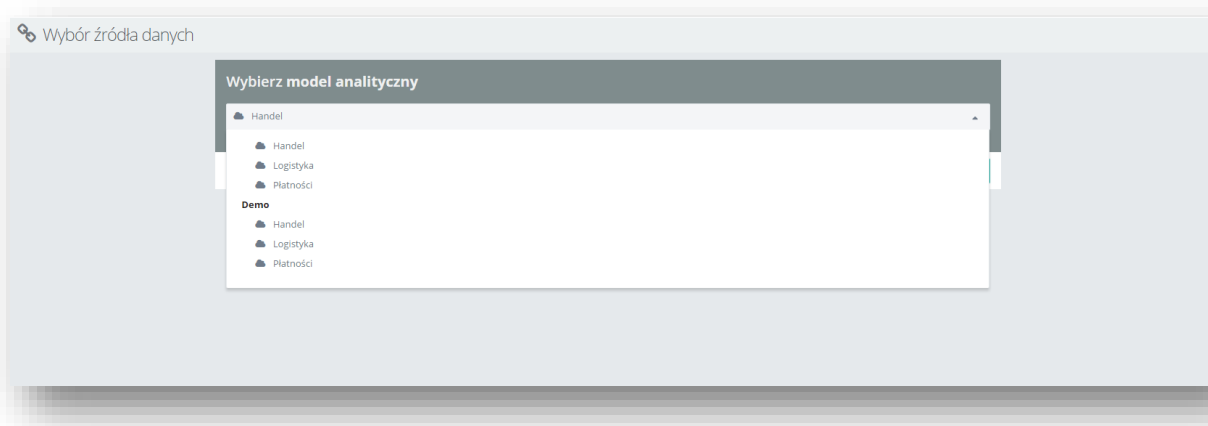 Wybór źródła danych
Wybierz model analityczny
Handel
Handel
Logistyka
Płatności
Demo
Handel
Logistyka
Płatności